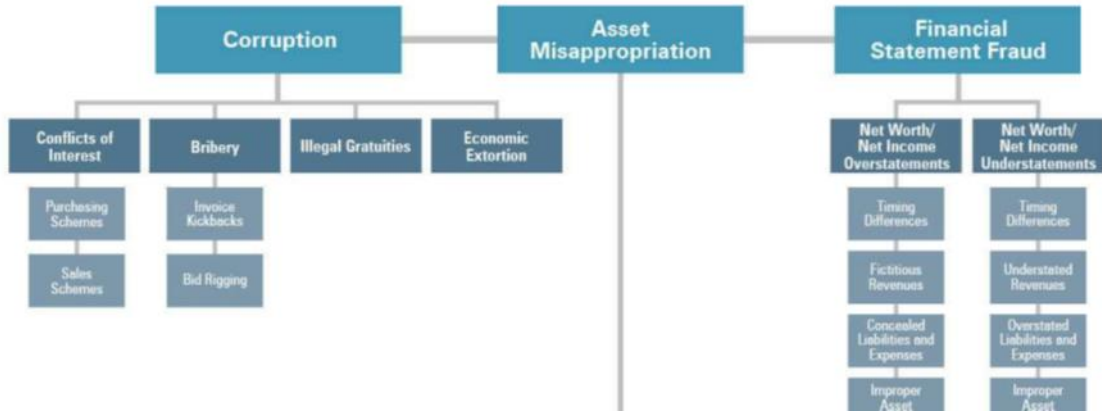 Corruption
Asset
Misappropriation
Financial
Statement Fraud
Conflicts of
Interest
Bribery
Illegal Gratuities
Economic
Extortion
Net Worth/
Net Income
Overstatements
Net Worth/
Net Income
Understatements
Purchasing
Schemes
Invoice
Kickbacks
Timing
Differences
Timing
Differences
Sales
Schemes
Bid Rigging
Fictitious
Revenues
Understated
Revenues
Concealed
Liabilities and
Expenses
Overstated
Liabilities and
Expenses
Improper
Asset
Improper
Asset